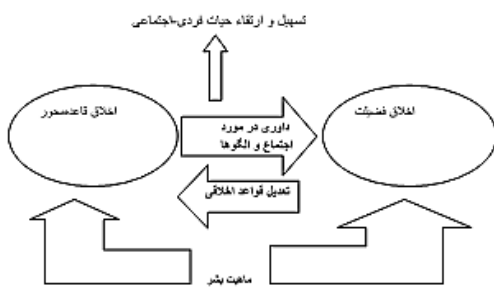 تسهیل و ارتقاء حیات فردی-اجتماعی
اخلاق فضیلت
اخلاق قاعده‌محور
داوری در مورد
اجتماع و الگوها
تعدیل قواعد اخلاقی
ماهیت بشر